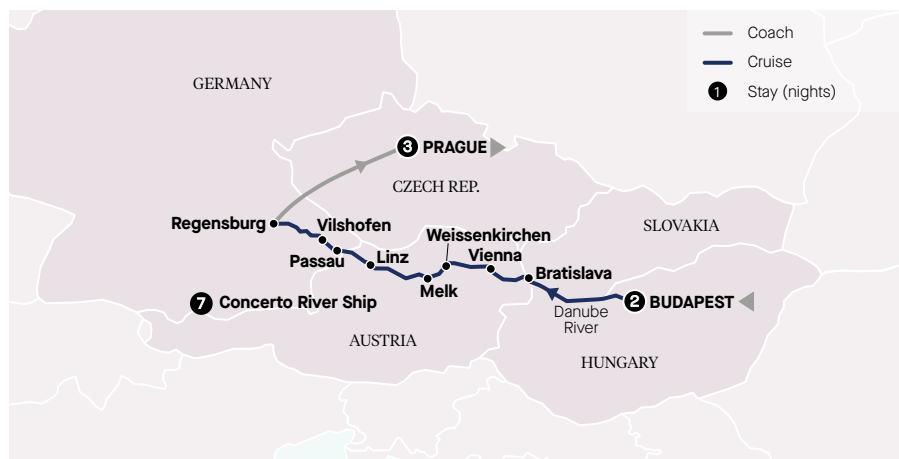 Coach
Cruise
1 Stay (nights)
GERMANY
3 PRAGUE
CZECH REP.
Regensburg
Vilshofen
Passau
Linz
Melk
Weissenkirchen
Vienna
Bratislava
SLOVAKIA
7 Concerto River Ship
2 BUDAPEST
Danube
River
AUSTRIA
HUNGARY